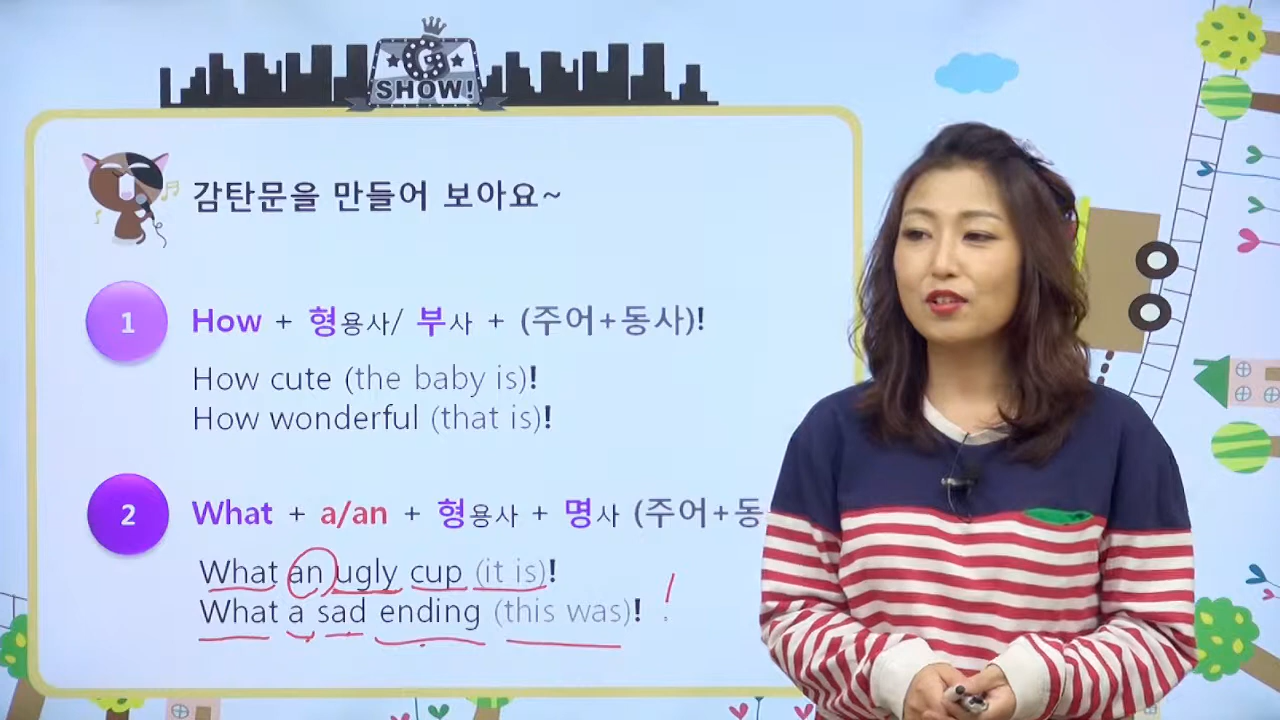 G
SHOW!
감탄문을 만들어 보아요~
1
How + 형용사/ 부사 + (주어+동사)!
How cute (the baby is)!
How wonderful (that is)!
2
What + a/an + 형용사 + 명사 (주어+동
What an ugly cup (it is)!
What a sad ending (this was)! !